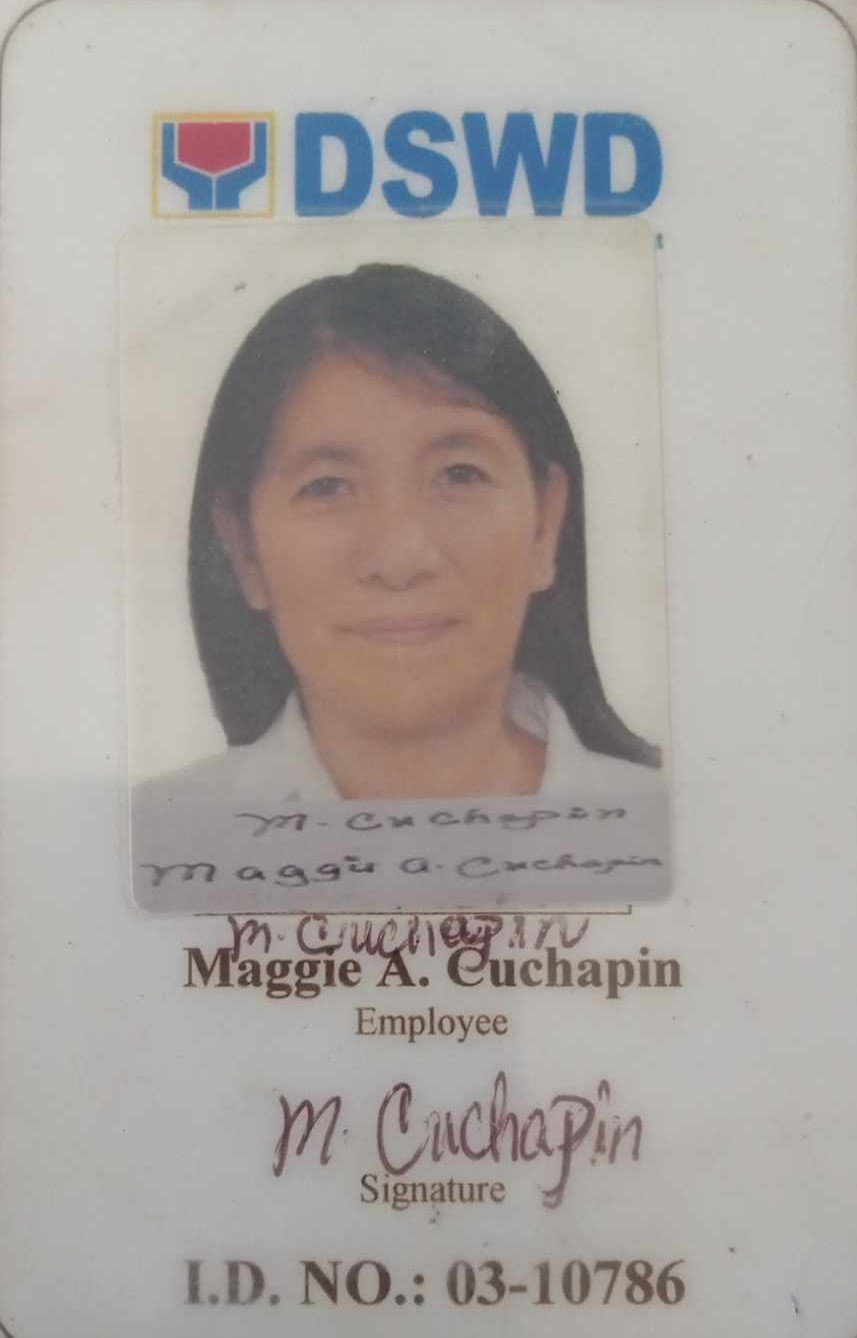 DSWD
M. Cuchapin
Maggie A. Cuchapin
M. Cuchapin
Maggie A. Cuchapin
Employee
M. Cuchapin
Signature
I.D. NO.: 03-10786